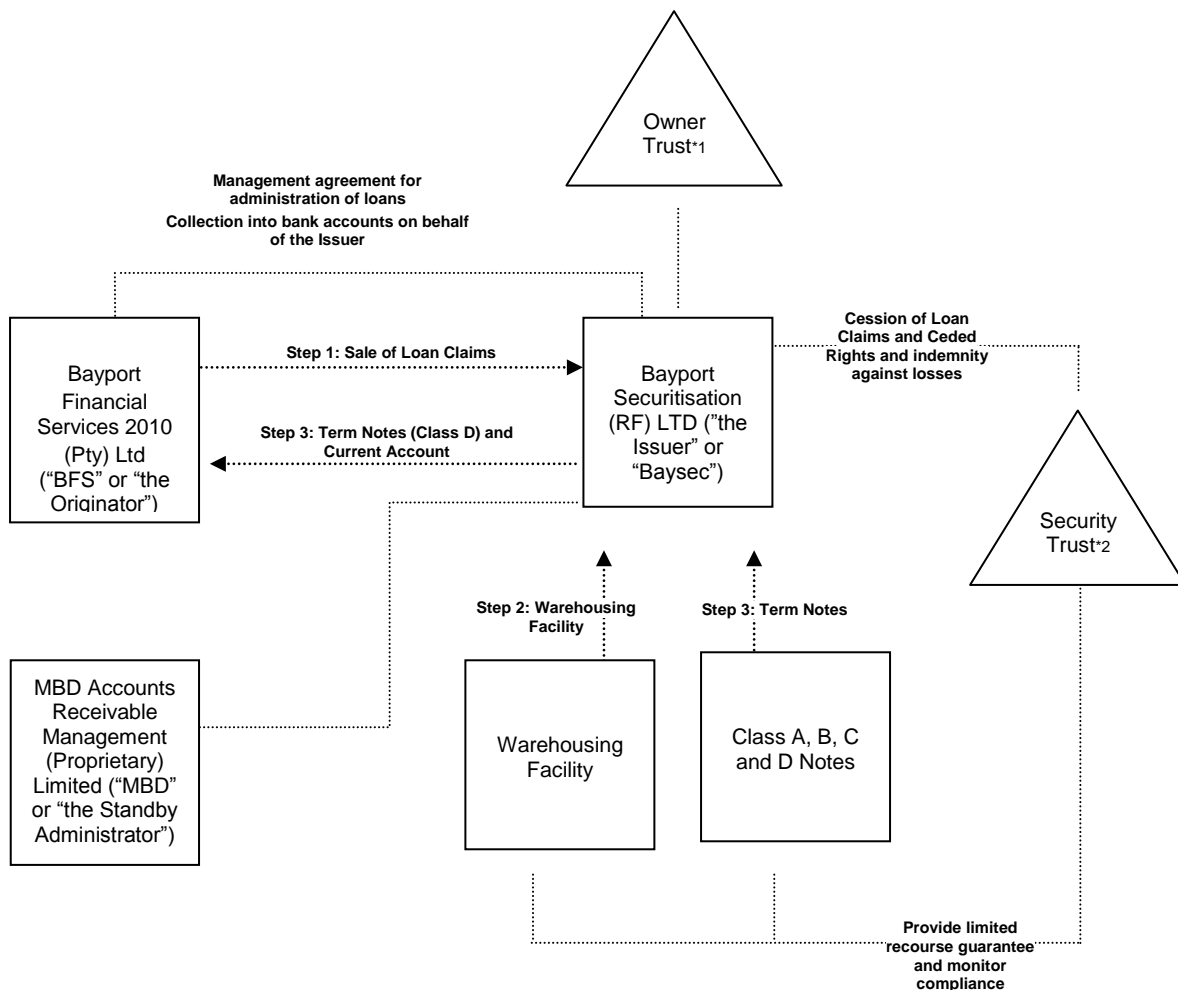 Owner
Trust*1
Management agreement for
administration of loans
Collection into bank accounts on behalf
of the Issuer
Bayport
Financial
Services 2010
(Pty) Ltd
(“BFS” or “the
Originator”)
Step 1: Sale of Loan Claims
Step 3: Term Notes (Class D) and
Current Account
Bayport
Securitisation
(RF) LTD (”the
Issuer” or
“Baysec”)
Cession of Loan
Claims and Ceded
Rights and indemnity
against losses
Security
Trust*2
Step 2: Warehousing
Facility
Step 3: Term Notes
MBD Accounts
Receivable
Management
(Proprietary)
Limited (“MBD”
or “the Standby
Administrator”)
Warehousing
Facility
Class A, B, C
and D Notes
Provide limited
recourse guarantee
and monitor
compliance